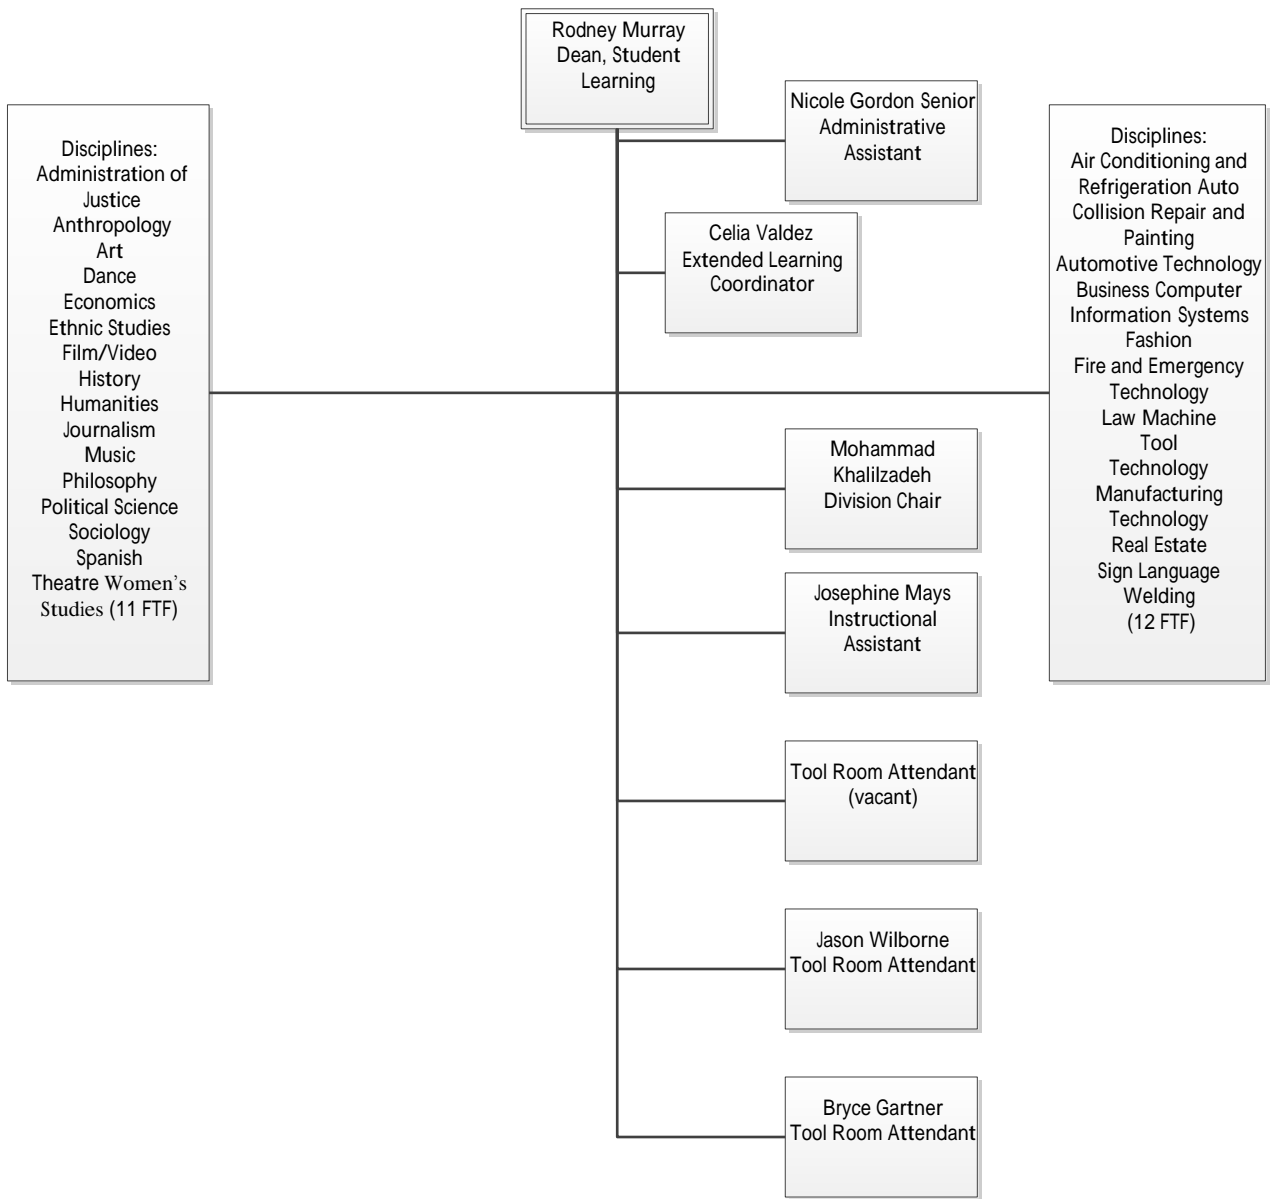 Rodney Murray
Dean, Student
Learning
Nicole Gordon Senior
Administrative
Assistant
Celia Valdez
Extended Learning
Coordinator
Disciplines:
Administration of
Justice
Anthropology
Art
Dance
Economics
Ethnic Studies
Film/Video
History
Humanities
Journalism
Music
Philosophy
Political Science
Sociology
Spanish
Theatre Women's
Studies (11 FTF)
Disciplines:
Air Conditioning and
Refrigeration Auto
Collision Repair and
Painting
Automotive Technology
Business Computer
Information Systems
Fashion
Fire and Emergency
Technology
Law Machine
Tool
Technology
Manufacturing
Technology
Real Estate
Sign Language
Welding
(12 FTF)
Mohammad
Khalilzadeh
Division Chair
Josephine Mays
Instructional
Assistant
Tool Room Attendant
(vacant)
Jason Wilborne
Tool Room Attendant
Bryce Gartner
Tool Room Attendant